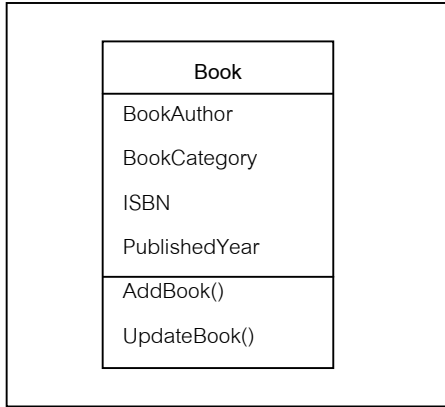 Book
BookAuthor
BookCategory
ISBN
PublishedYear
AddBook()
UpdateBook()